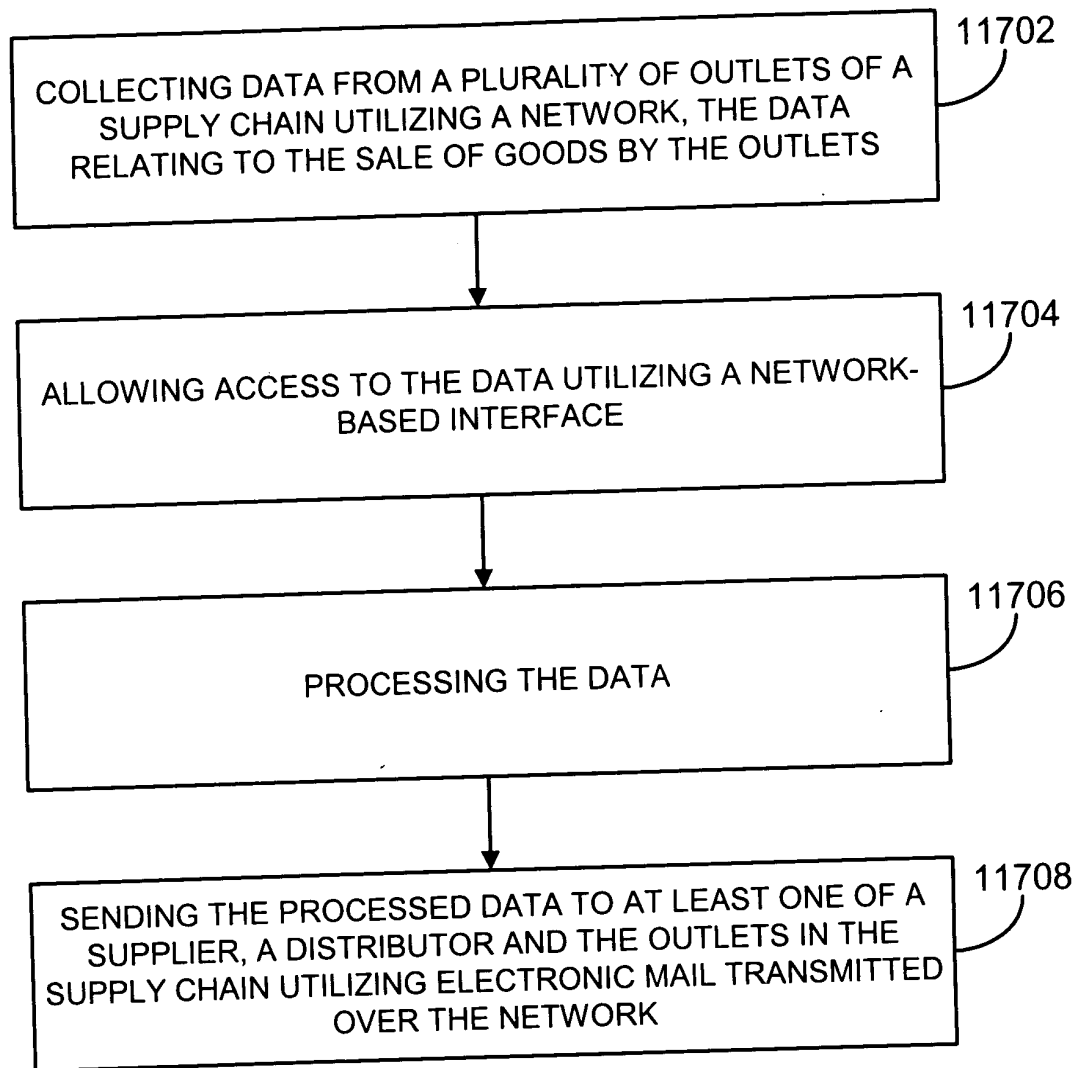 11702
COLLECTING DATA FROM A PLURALITY OF OUTLETS OF A
SUPPLY CHAIN UTILIZING A NETWORK, THE DATA
RELATING TO THE SALE OF GOODS BY THE OUTLETS
11704
ALLOWING ACCESS TO THE DATA UTILIZING A NETWORK-
BASED INTERFACE
11706
PROCESSING THE DATA
11708
SENDING THE PROCESSED DATA TO AT LEAST ONE OF A
SUPPLIER, A DISTRIBUTOR AND THE OUTLETS IN THE
SUPPLY CHAIN UTILIZING ELECTRONIC MAIL TRANSMITTED
OVER THE NETWORK